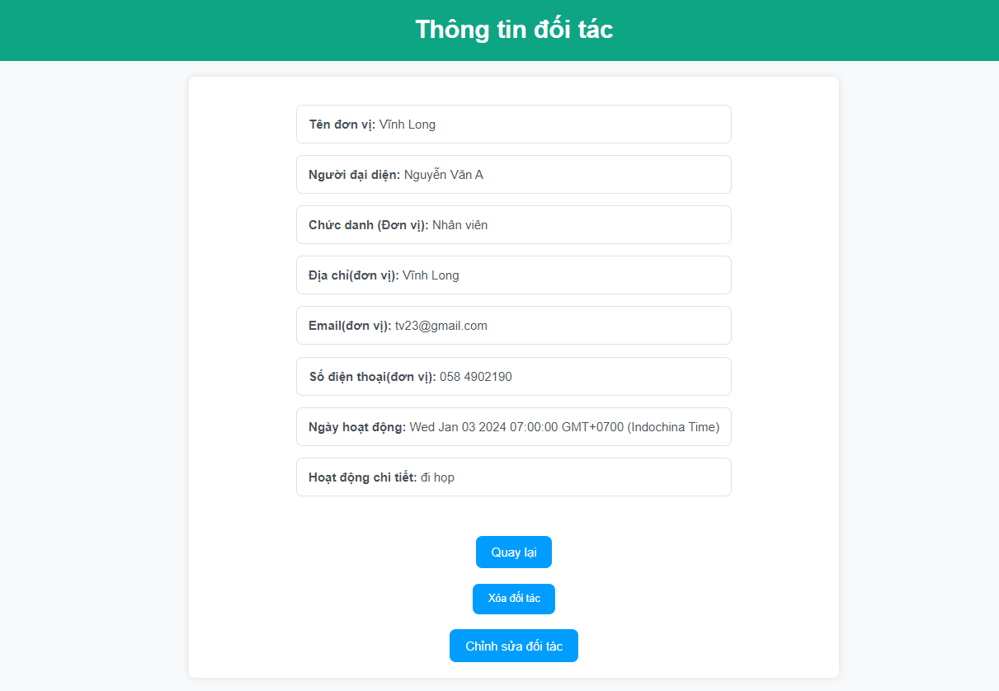 Thông tin đối tác
Tên đơn vị: Vĩnh Long
Người đại diện: Nguyễn Văn A
Chức danh (Đơn vị): Nhân viên
Địa chỉ(đơn vị): Vĩnh Long
Email(đơn vị): tv23@gmail.com
Số điện thoại(đơn vị): 058 4902190
Ngày hoạt động: Wed Jan 03 2024 07:00:00 GMT+0700 (Indochina Time)
Hoạt động chi tiết: đi họp
Quay lại
Xóa đối tác
Chỉnh sửa đối tác